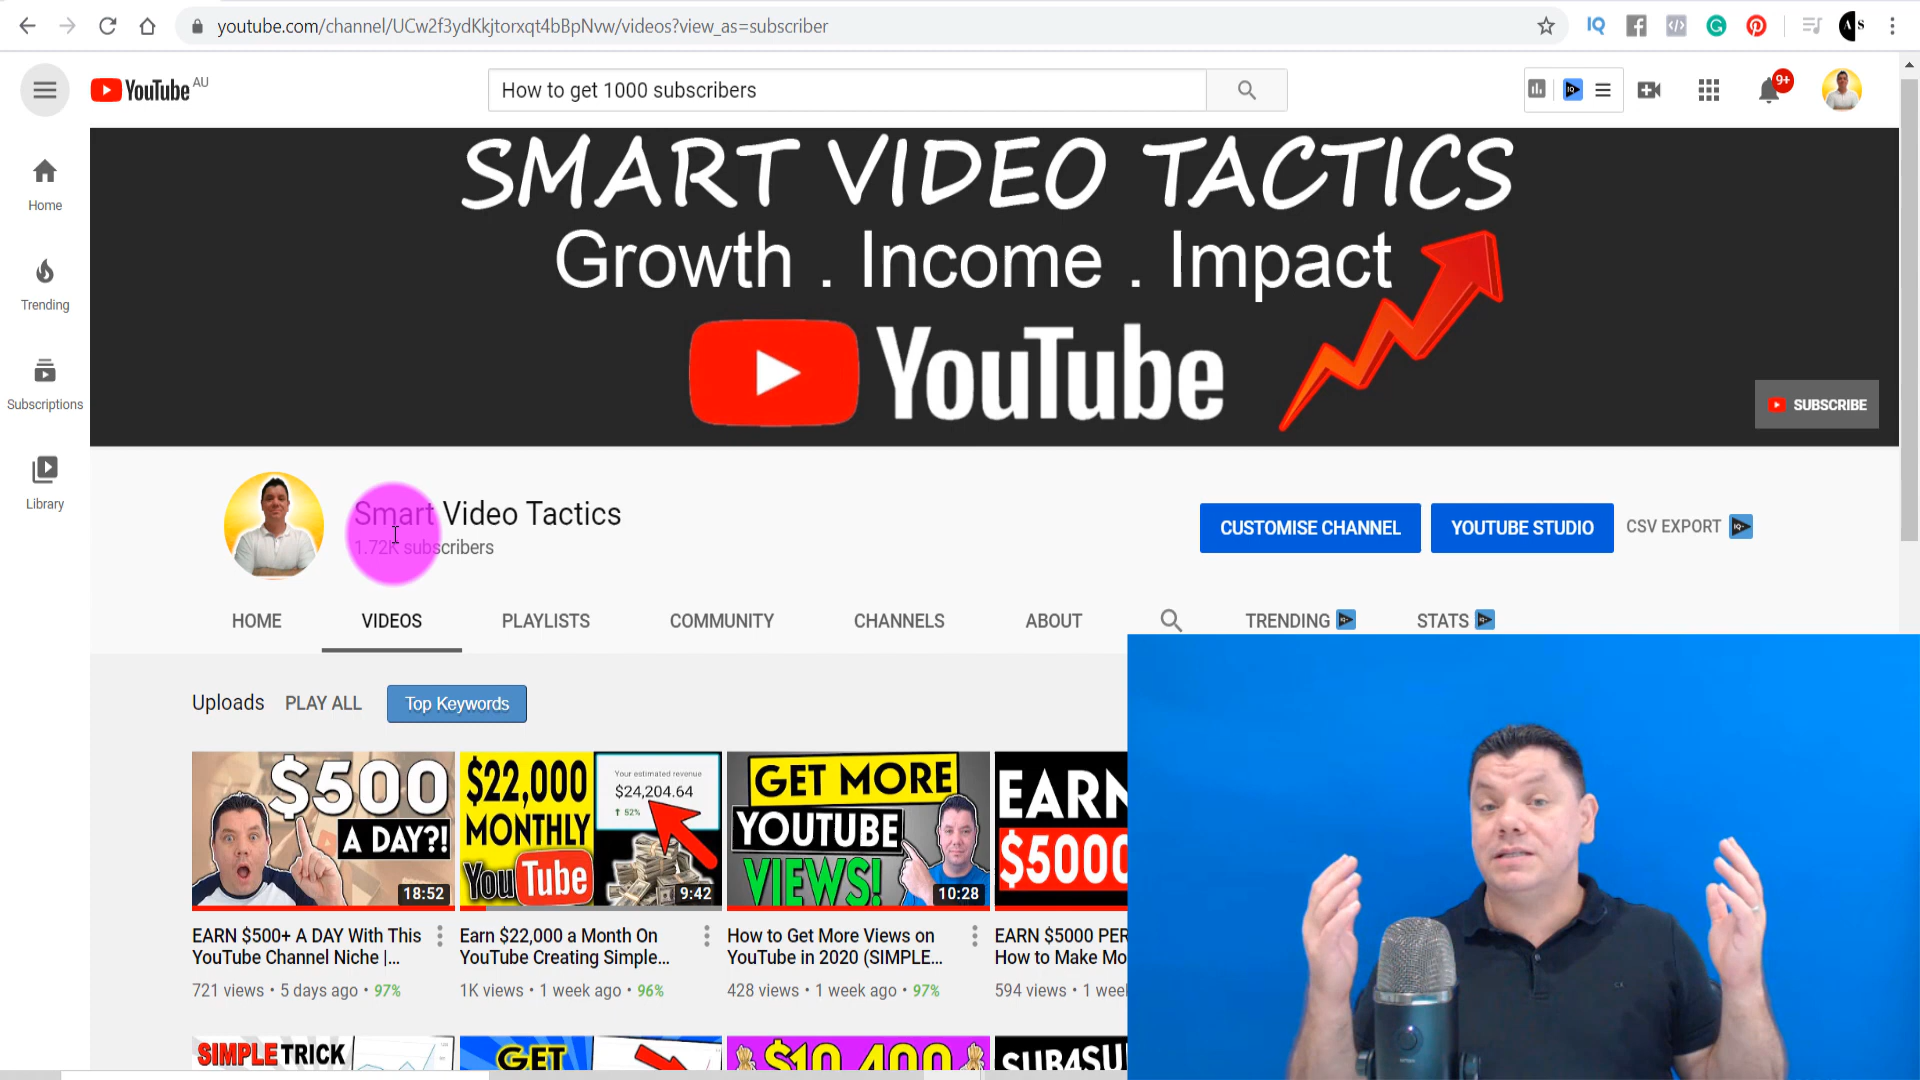 youtube.com/channel/UCw2f3ydKkjtorxqt4bBpNvw/videos?view_as=subscriber
YouTube AU
How to get 1000 subscribers
9+
Home
Trending
Subscriptions
Library
SMART VIDEO TACTICS
Growth . Income . Impact
YouTube
SUBSCRIBE
Smart Video Tactics
1.72K subscribers
CUSTOMISE CHANNEL
YOUTUBE STUDIO
CSV EXPORT
HOME
VIDEOS
PLAYLISTS
COMMUNITY
CHANNELS
ABOUT
TRENDING
STATS
Uploads
PLAY ALL
Top Keywords
$500
A DAY?!
18:52
$22,000
MONTHLY
YouTube
Your estimated revenue
$24,204.64
52%
9:42
GET MORE
YOUTUBE
VIEWS!
10:28
EARN
$5000
EARN $500+ A DAY With This
YouTube Channel Niche |...
721 views • 5 days ago • 97%
Earn $22,000 a Month On
YouTube Creating Simple...
1K views • 1 week ago • 96%
How to Get More Views on
YouTube in 2020 (SIMPLE...
428 views • 1 week ago • 97%
EARN $5000 PER
How to Make Mo
594 views • 1 wee
SIMPLE TRICK
GET
$10,400
SUB4SU